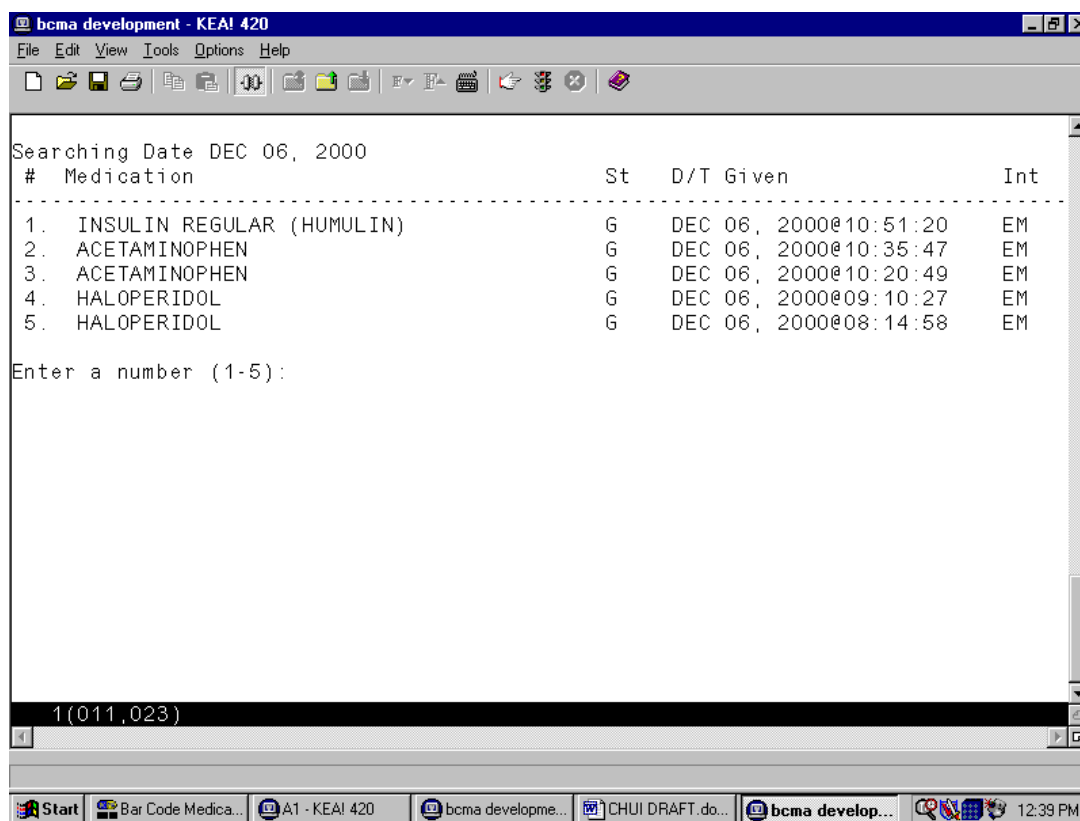 bcma development - KEA! 420
File Edit View Tools Options Help
Searching Date DEC 06, 2000
# Medication St D/T Given Int
1. INSULIN REGULAR (HUMULIN) G DEC 06, 2000@10:51:20 EM
2. ACETAMINOPHEN G DEC 06, 2000@10:35:47 EM
3. ACETAMINOPHEN G DEC 06, 2000@10:20:49 EM
4. HALOPERIDOL G DEC 06, 2000@09:10:27 EM
5. HALOPERIDOL G DEC 06, 2000@08:14:58 EM
Enter a number (1-5):
1(011,023)
Start Bar Code Medica... A1 - KEA! 420 bcma developme... CHUI DRAFT.do... bcma develop... 12:39 PM